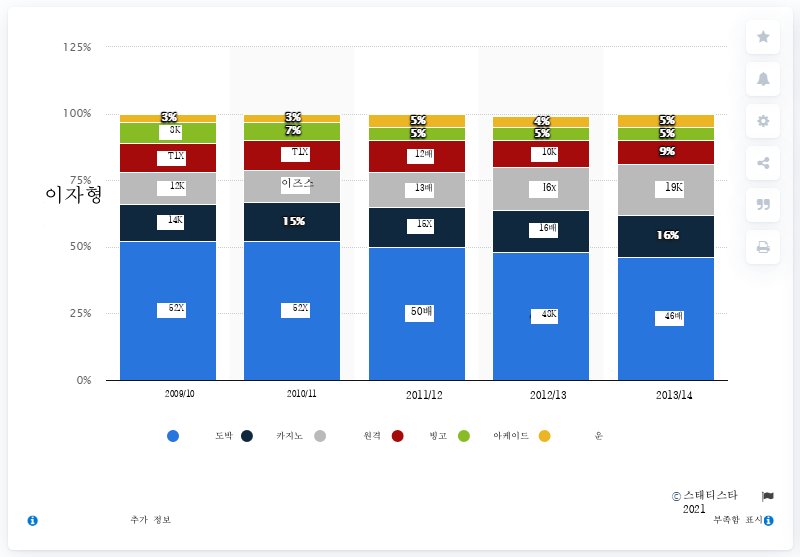 125%
100%
75%
50%
25%
0%
이자형
3%
3%
5%
4%
5%
3K
7%
5%
5%
5%
T1X
T1X
12배
10K
9%
12K
이즈스
13배
16x
19K
14K
15%
15X
16배
16%
52X
52X
50배
43K
46배
2009/10
2010/11
2011/12
2012/13
2013/14
도박
카지노
원격
빙고
아케이드
운
© 스태티스타
2021
추가 정보
부족함 표시